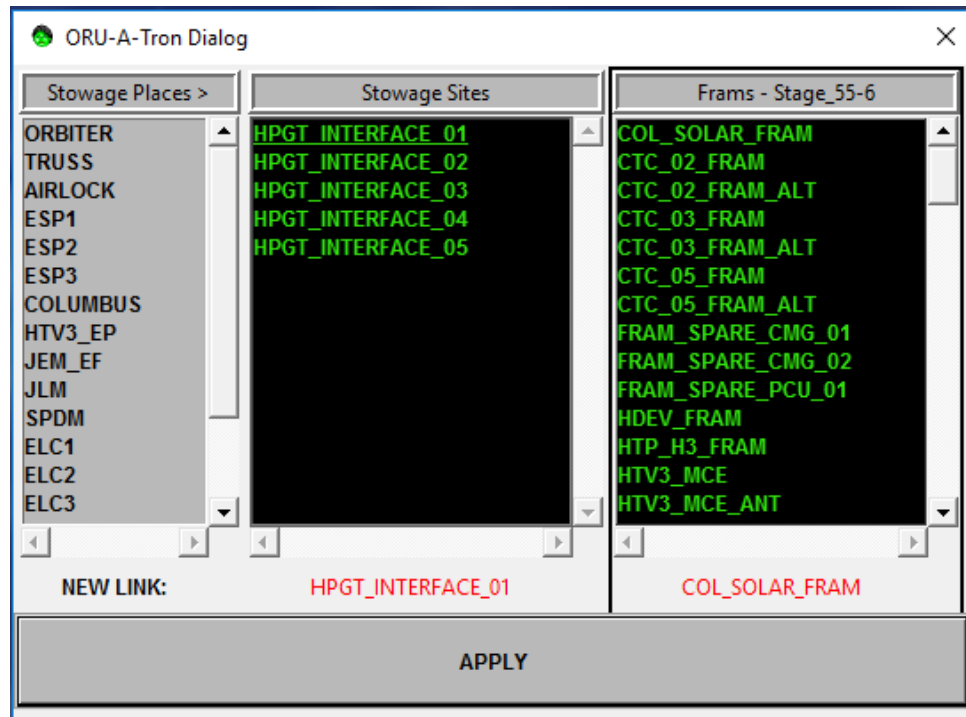 ORU-A-Tron Dialog
Stowage Places >
ORBITER
TRUSS
AIRLOCK
ESP1
ESP2
ESP3
COLUMBUS
HTV3_EP
JEM_EF
JLM
SPDM
ELC1
ELC2
ELC3
Stowage Sites
HPGT_INTERFACE_01
HPGT_INTERFACE_02
HPGT_INTERFACE_03
HPGT_INTERFACE_04
HPGT_INTERFACE_05
Frams - Stage_55-6
COL_SOLAR_FRAM
CTC_02_FRAM
CTC_02_FRAM_ALT
CTC_03_FRAM
CTC_03_FRAM_ALT
CTC_05_FRAM
CTC_05_FRAM_ALT
FRAM_SPARE_CMG_01
FRAM_SPARE_CMG_02
FRAM_SPARE_PCU_01
HDEV_FRAM
HTP_H3_FRAM
HTV3_MCE
HTV3_MCE_ANT
NEW LINK: HPGT_INTERFACE_01 COL_SOLAR_FRAM
APPLY